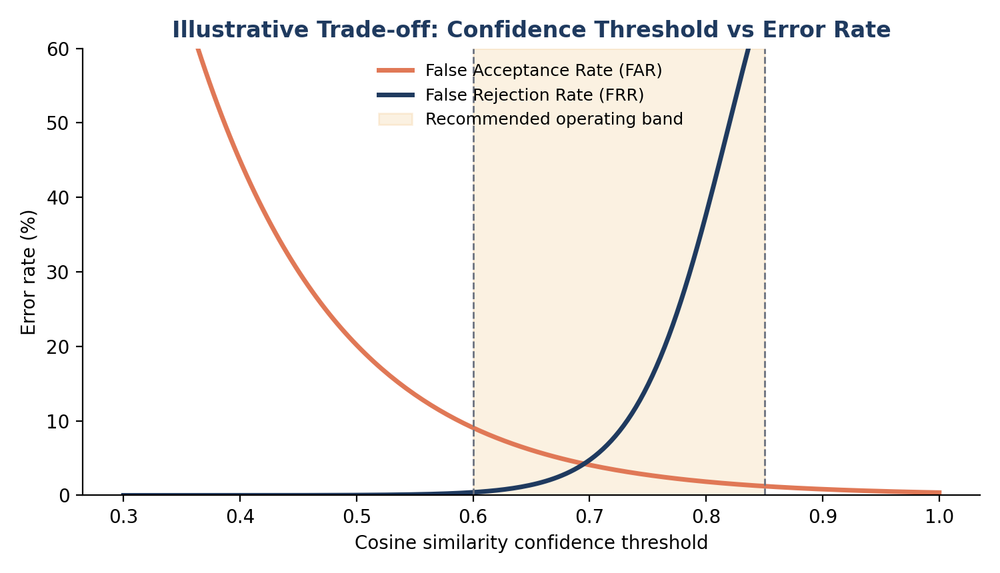 Illustrative Trade-off: Confidence Threshold vs Error Rate
False Acceptance Rate (FAR)
False Rejection Rate (FRR)
Recommended operating band
Error rate (%)
60
50
40
30
20
10
0
0.3 0.4 0.5 0.6 0.7 0.8 0.9 1.0
Cosine similarity confidence threshold